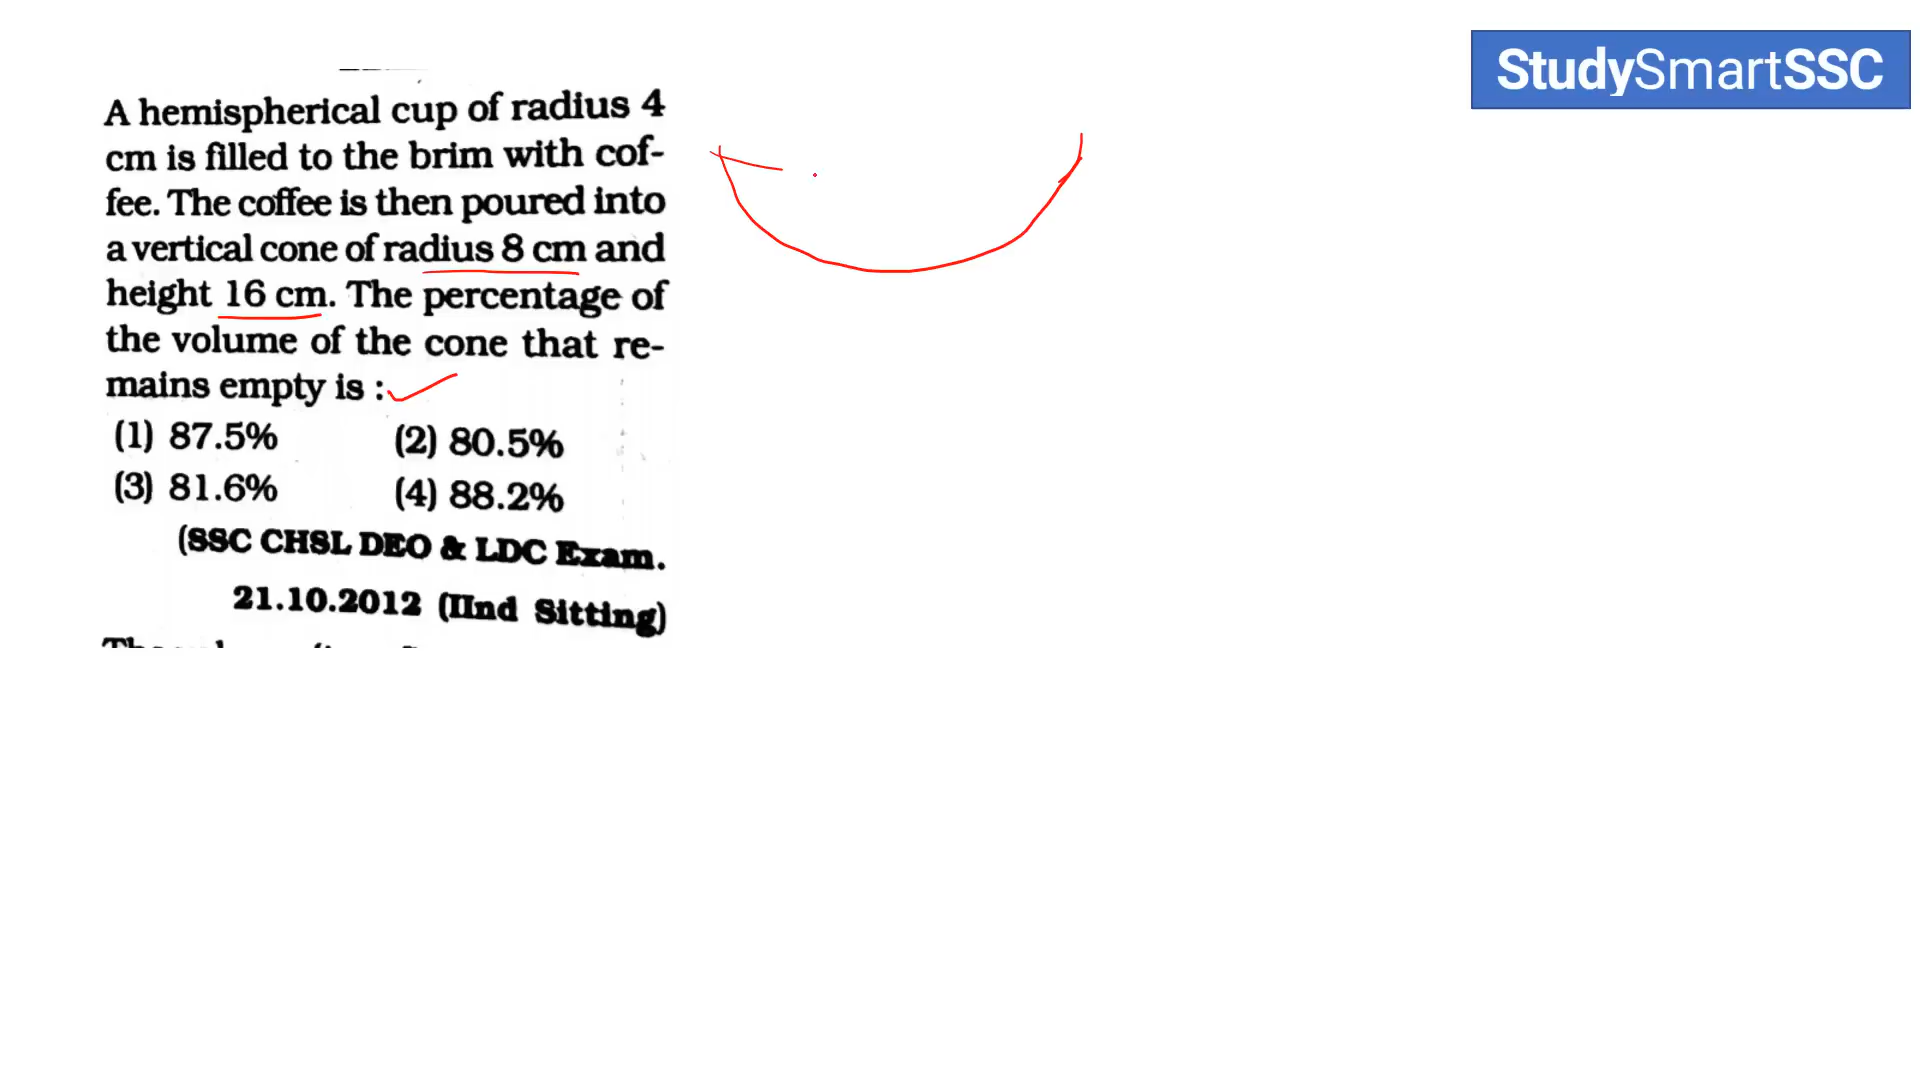 StudySmartSSC
A hemispherical cup of radius 4
cm is filled to the brim with cof-
fee. The coffee is then poured into
a vertical cone of radius 8 cm and
height 16 cm. The percentage of
the volume of the cone that re-
mains empty is :
(1) 87.5% (2) 80.5%
(3) 81.6% (4) 88.2%
(SSC CHSL DEO & LDC Exam.
21.10.2012 (IInd Sitting)